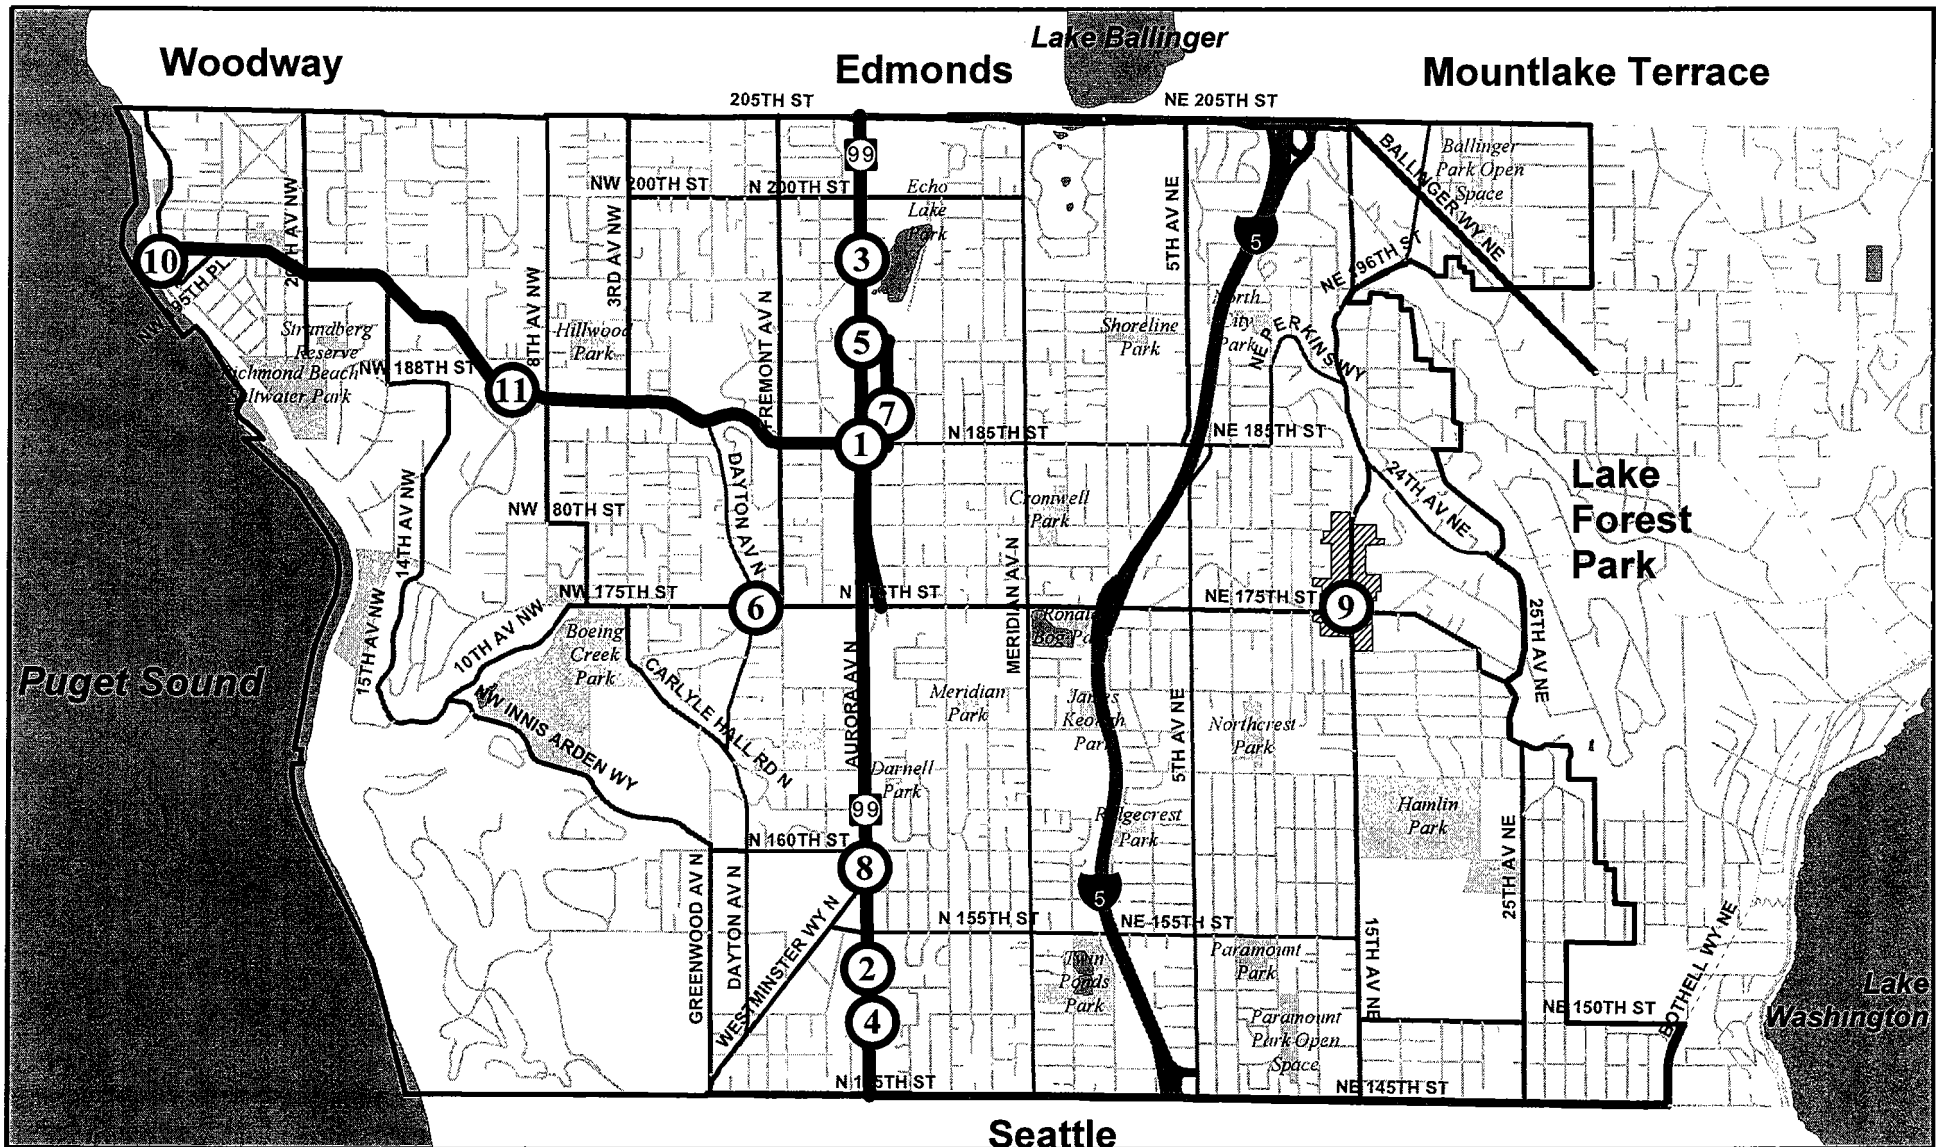 Lake Ballinger
Woodway
Edmonds
Mountlake Terrace
205TH ST
NE 205TH ST
99
BALLINGER WY NE
Ballinger
Park Open
Space
NW 200TH ST
N 200TH ST
Echo
Lake
Park
3RD AV NW
5TH AV NE
5
10
3
NE 196TH ST
8TH AV NW
FREMONT AV N
Strandberg
Reserve
Hillwood
Park
5
Shoreline
Park
North
City
Park
NE PERKINS WY
Richmond Beach
Saltwater Park
NW 188TH ST
11
7
1
N 185TH ST
NE 185TH ST
DAYTON AV N
14TH AV NW
24TH AV NE
Lake
Forest
Park
Cromwell
Park
MERIDIAN AV N
NW 175TH ST
6
NE 175TH ST
9
15TH AV NW
10TH AV NW
Boeing
Creek
Park
25TH AV NE
Puget Sound
CARLYLE HALL RD N
NW INNIS ARDEN WY
AURORA AV N
Meridian
Park
James
Keough
Park
5TH AV NE
Northcrest
Park
Darnell
Park
99
Ridgecrest
Park
Hamlin
Park
N 160TH ST
8
5
25TH AV NE
GREENWOOD AV N
DAYTON AV N
WESTMINSTER WY N
N 155TH ST
NE 155TH ST
15TH AV NE
2
Twin
Ponds
Park
Paramount
Park
BOTHELL WY NE
Lake
Washington
4
Paramount
Park Open
Space
NE 150TH ST
NE 145TH ST
Seattle